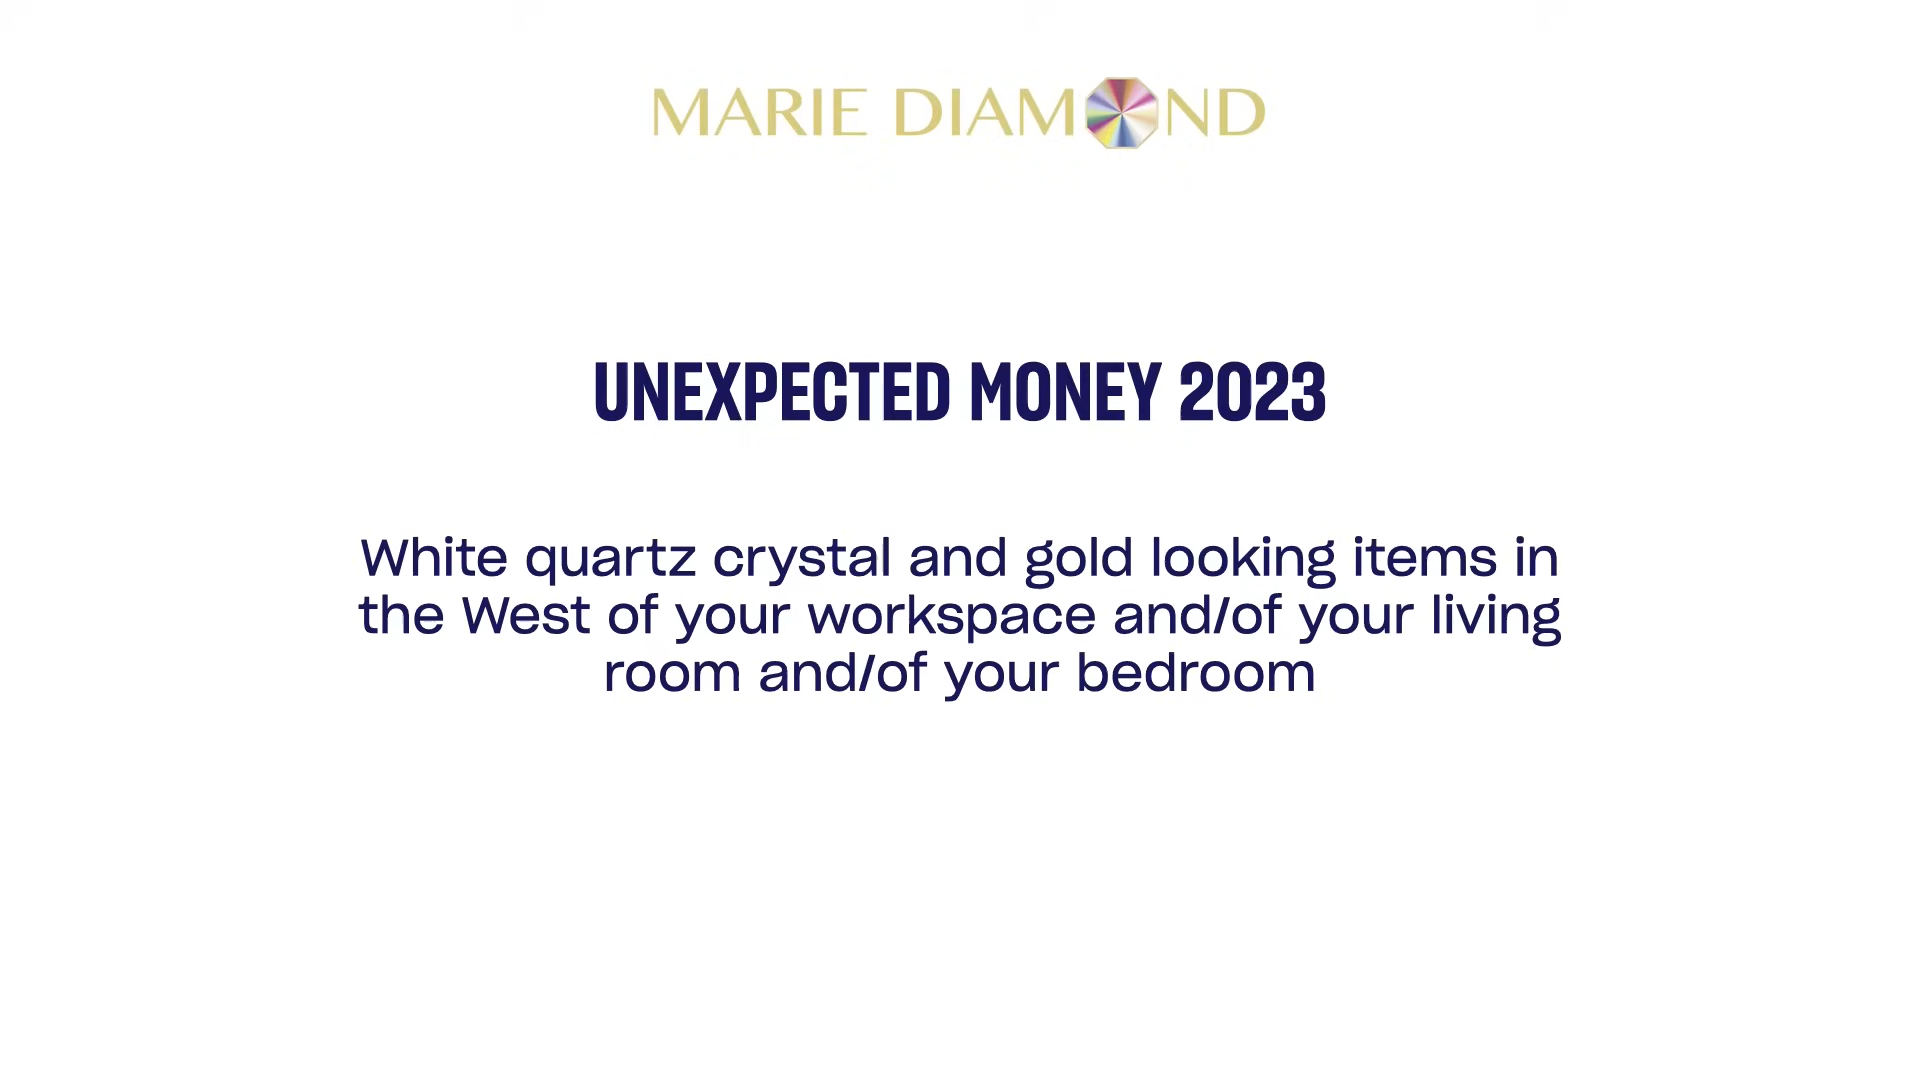 MARIE DIAMOND
UNEXPECTED MONEY 2023
White quartz crystal and gold looking items in
the West of your workspace and/of your living
room and/of your bedroom